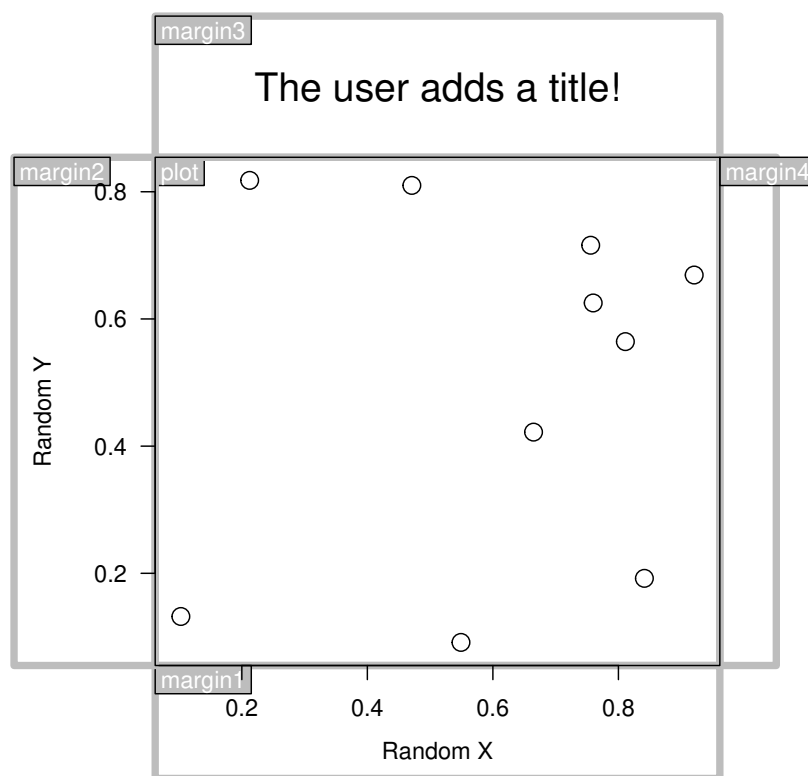 margin3
The user adds a title!
margin2
plot
margin4
0.8
0.6
Random Y
0.4
0.2
margin1
0.2 0.4 0.6 0.8
Random X